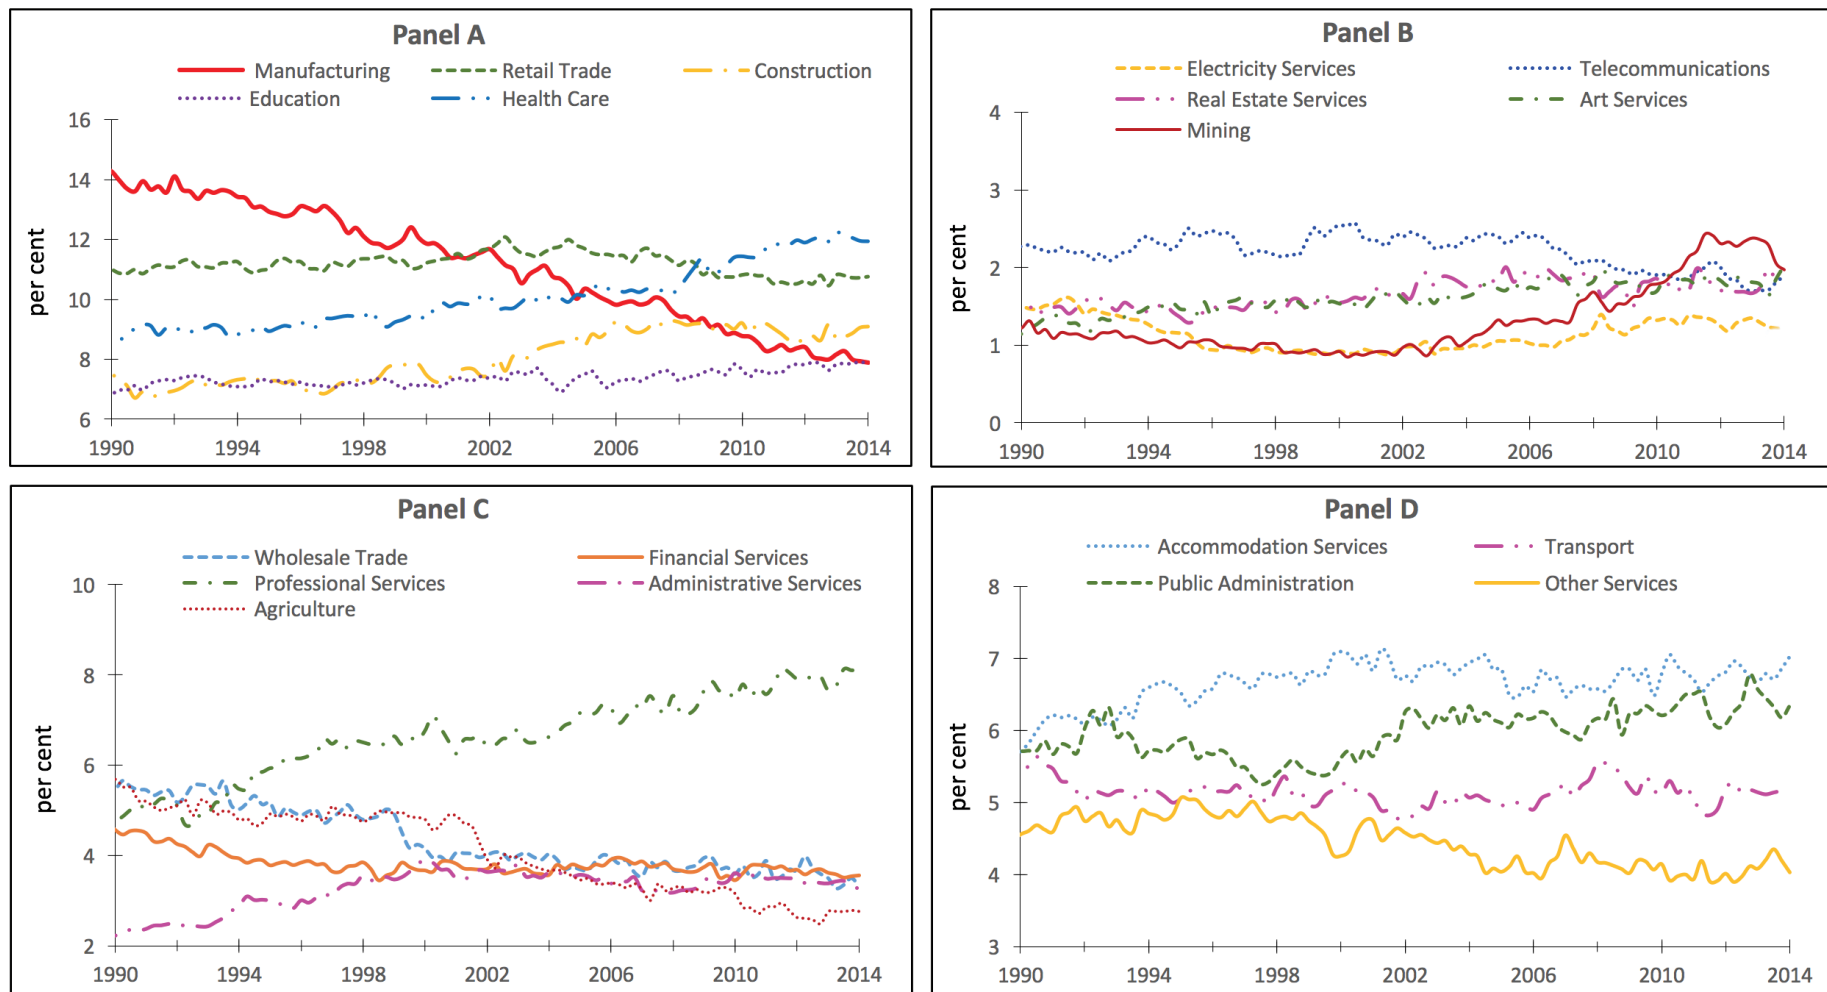 Panel A
Manufacturing Retail Trade Construction
Education Health Care
per cent
16
14
12
10
8
6
1990 1994 1998 2002 2006 2010 2014
Panel B
Electricity Services Telecommunications
Real Estate Services Art Services
Mining
per cent
4
3
2
1
0
1990 1994 1998 2002 2006 2010 2014
Panel C
Wholesale Trade Financial Services
Professional Services Administrative Services
Agriculture
per cent
10
8
6
4
2
1990 1994 1998 2002 2006 2010 2014
Panel D
Accommodation Services Transport
Public Administration Other Services
per cent
8
7
6
5
4
3
1990 1994 1998 2002 2006 2010 2014